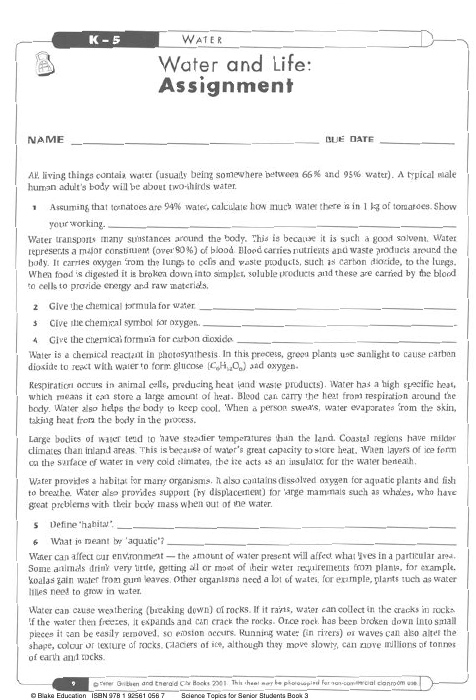 K – 5 WATER
Water and Life:
Assignment
NAME DUE DATE
All living things contain water (usually being somewhere between 66% and 95% water). A typical male
human adult's body will be about two-thirds water.
1 Assuming that tomatoes are 94% water, calculate how much water there is in 1 kg of tomatoes. Show
your working.
Water transports many substances around the body. This is because it is such a good solvent. Water
represents a major constituent (over 80%) of blood. Blood carries nutrients and waste products around the
body. It carries oxygen from the lungs to cells and waste products, such as carbon dioxide, to the lungs.
When food is digested it is broken down into simpler, soluble products and these are carried by the blood
to cells to provide energy and raw materials.
2 Give the chemical formula for water.
3 Give the chemical symbol for oxygen.
4 Give the chemical formula for carbon dioxide.
Water is a chemical reactant in photosynthesis. In this process, green plants use sunlight to cause carbon
dioxide to react with water to form glucose (C₆H₁₂O₆) and oxygen.
Respiration occurs in animal cells, producing heat (and waste products). Water has a high specific heat,
which means it can store a large amount of heat. Blood can carry the heat from respiration around the
body. Water also helps the body to keep cool. When a person sweats, water evaporates from the skin,
taking heat from the body in the process.
Large bodies of water tend to have steadier temperatures than the land. Coastal regions have milder
climates than inland areas. This is because of water's great capacity to store heat. When layers of ice form
on the surface of water in very cold climates, the ice acts as an insulator for the water beneath.
Water provides a habitat for many organisms. It also contains dissolved oxygen for aquatic plants and fish
to breathe. Water also provides support (by displacement) for large mammals such as whales, who have
great problems with their body mass when out of the water.
5 Define 'habitat'.
6 What is meant by 'aquatic'?
Water can affect our environment — the amount of water present will affect what lives in a particular area.
Some animals drink very little, getting all or most of their water requirements from plants, for example,
koalas gain water from gum leaves. Other organisms need a lot of water, for example, plants such as water
lilies need to grow in water.
Water can cause weathering (breaking down) of rocks. If it rains, water can collect in the cracks in rocks.
If the water then freezes, it expands and can crack the rocks. Once rock has been broken down into small
pieces it can be easily removed, so erosion occurs. Running water (in rivers) or waves can also alter the
shape, colour or texture of rocks. Glaciers of ice, although they move slowly, can move millions of tonnes
of earth and rocks.
9 © Peter Gribben and Emerald City Books 2001. This sheet may be photocopied for non-commercial classroom use.
© Blake Education ISBN 978 1 92561 056 7 Science Topics for Senior Students Book 3